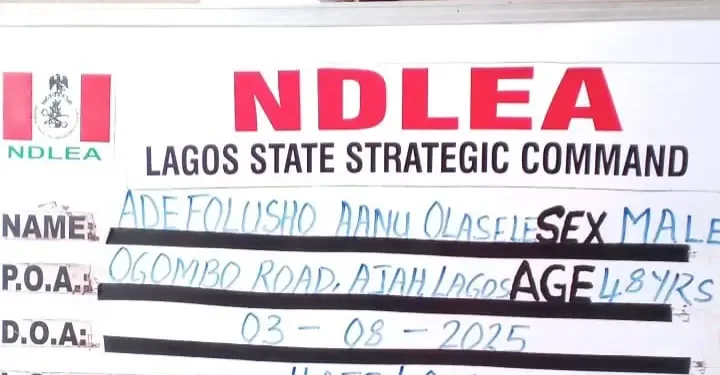 NDLEA
NDLEA
LAGOS STATE STRATEGIC COMMAND
NAME: ADEFOLUSHO AANU OLASELE SEX MALE
P.O.A.: OGOMBO ROAD, AJAH, LAGOS AGE 48YRS
D.O.A: 03-08-2025